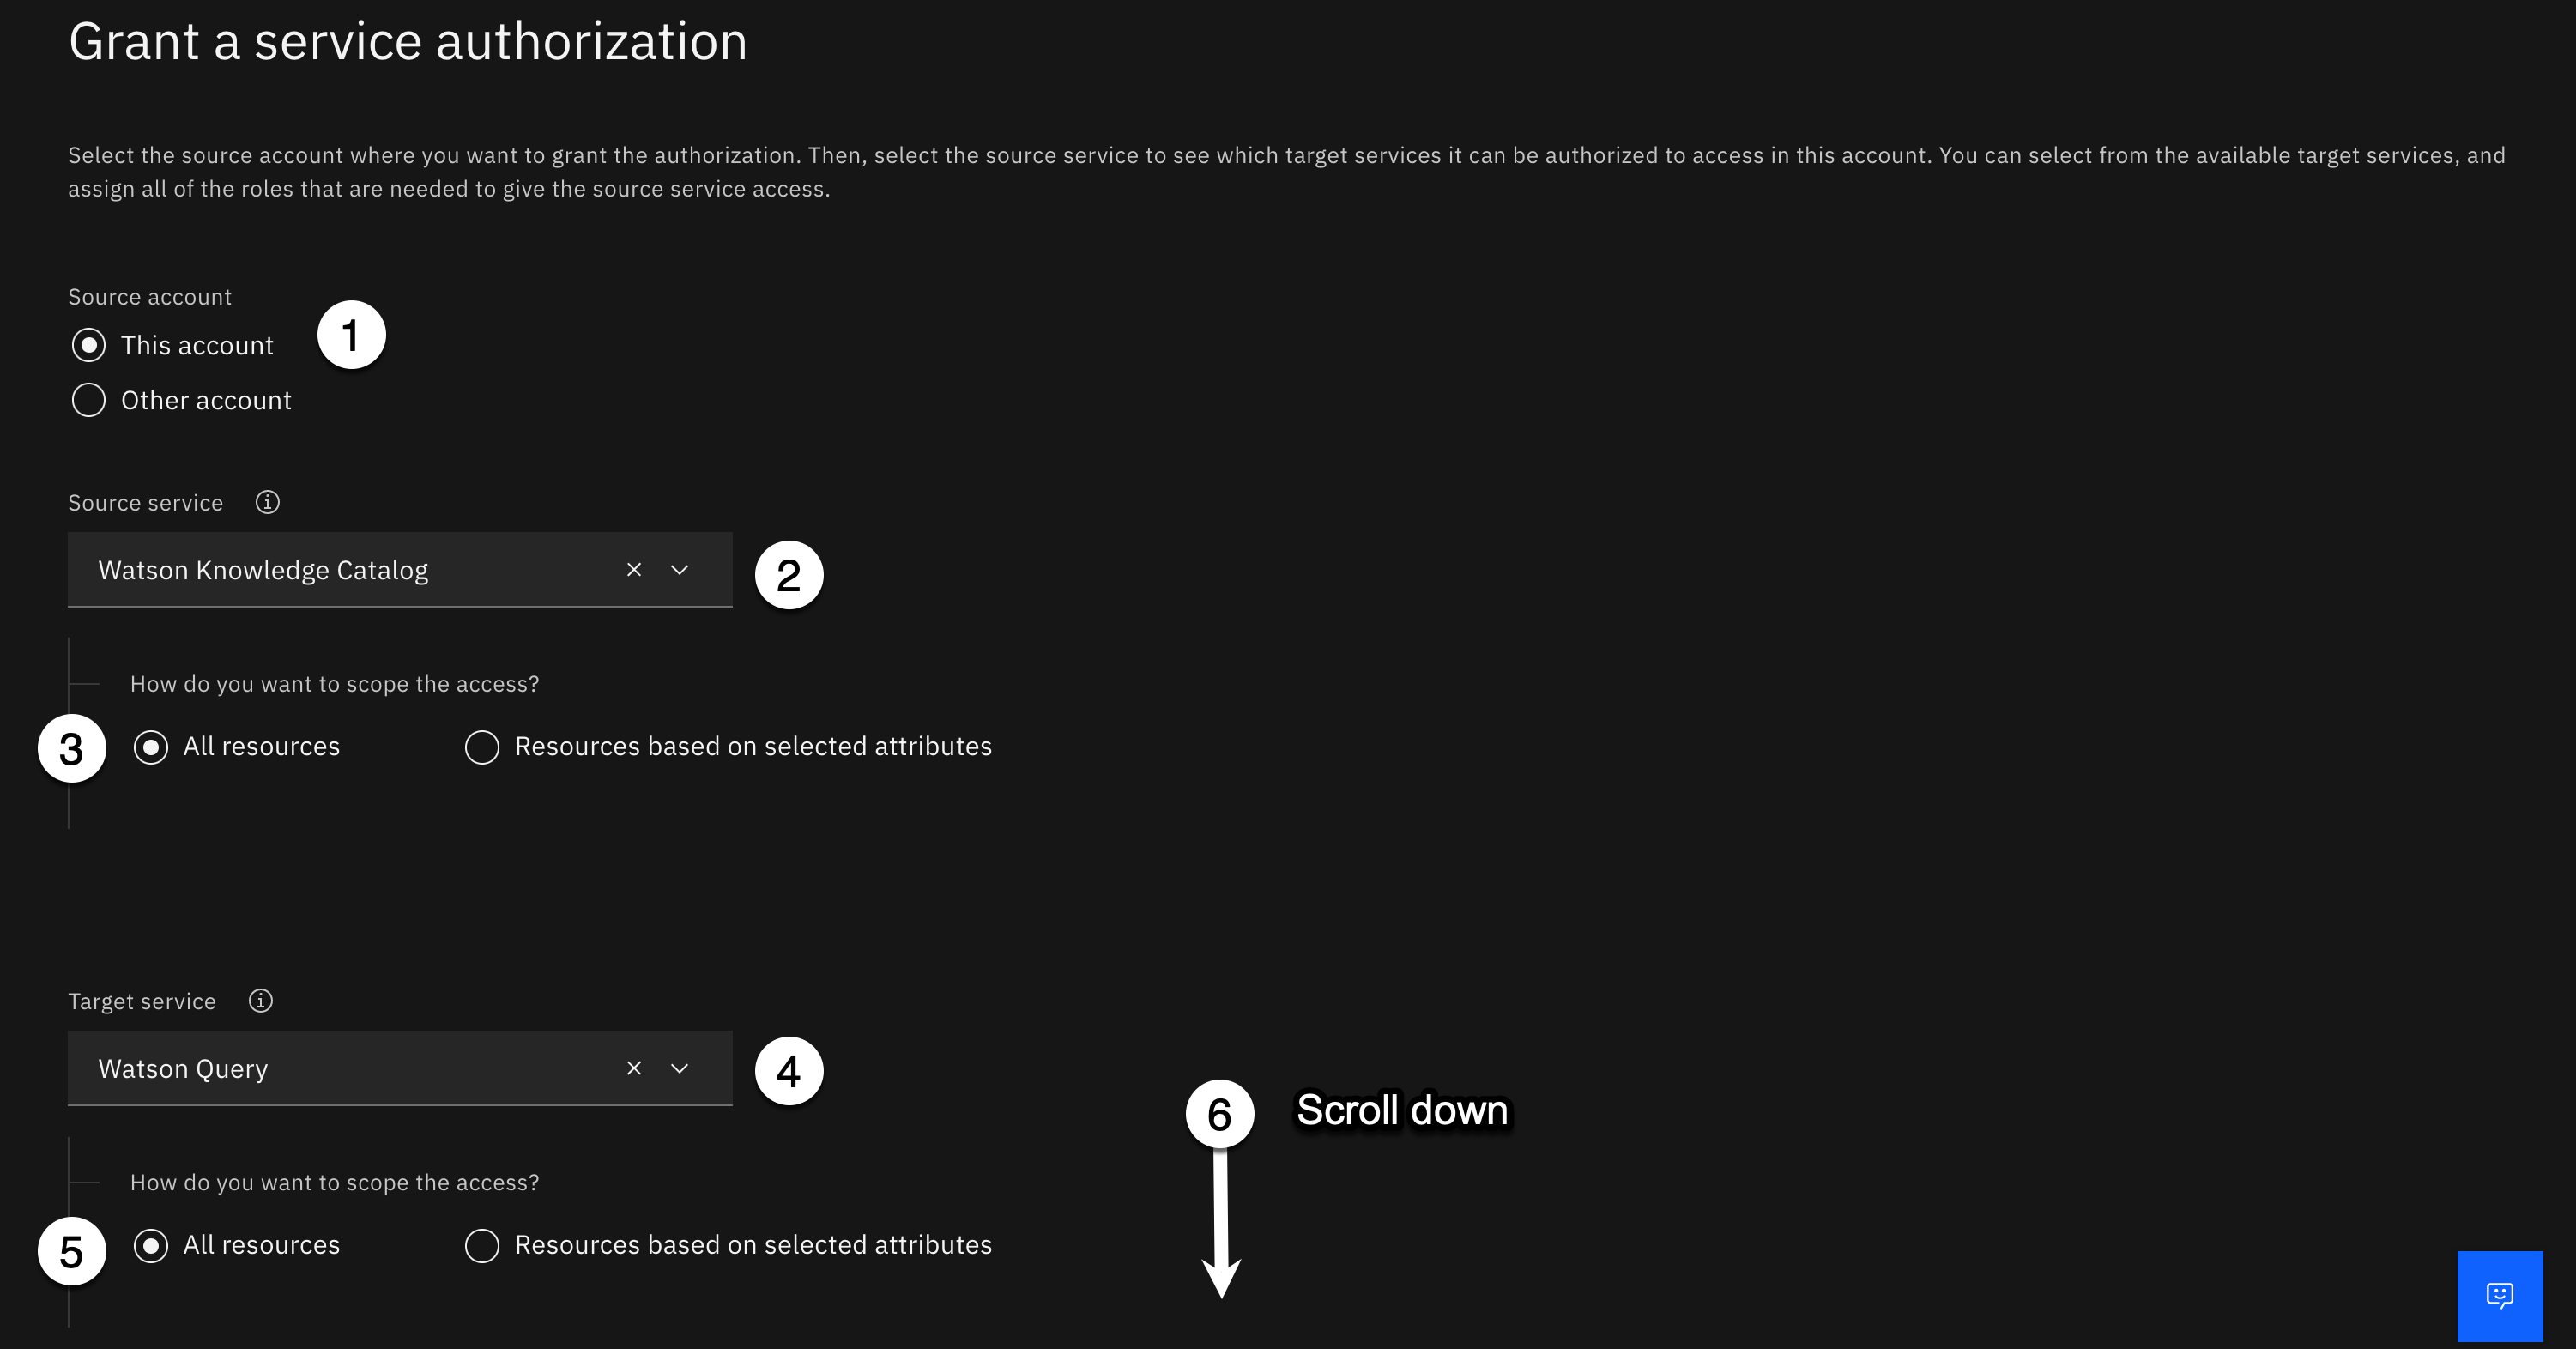 Grant a service authorization
Select the source account where you want to grant the authorization. Then, select the source service to see which target services it can be authorized to access in this account. You can select from the available target services, and
assign all of the roles that are needed to give the source service access.
Source account
This account
1
Other account
Source service
Watson Knowledge Catalog
2
How do you want to scope the access?
3 All resources Resources based on selected attributes
Target service
Watson Query
4
6 Scroll down
How do you want to scope the access?
5 All resources Resources based on selected attributes